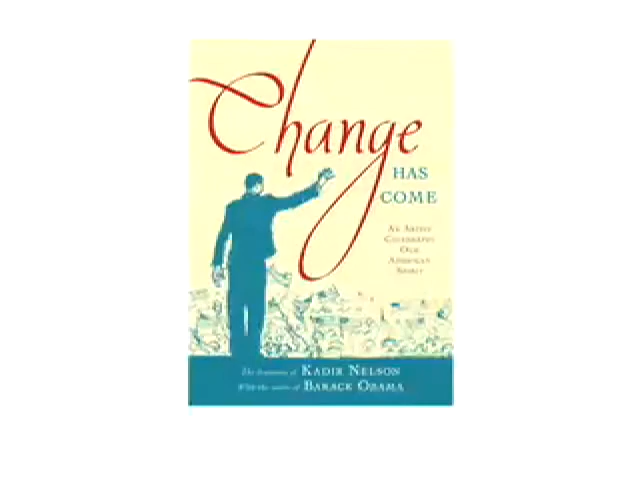 Change
HAS
COME
AN ARTIST
CELEBRATES
OUR
AMERICAN
SPIRIT
The drawings of KADIR NELSON
With the words of BARACK OBAMA